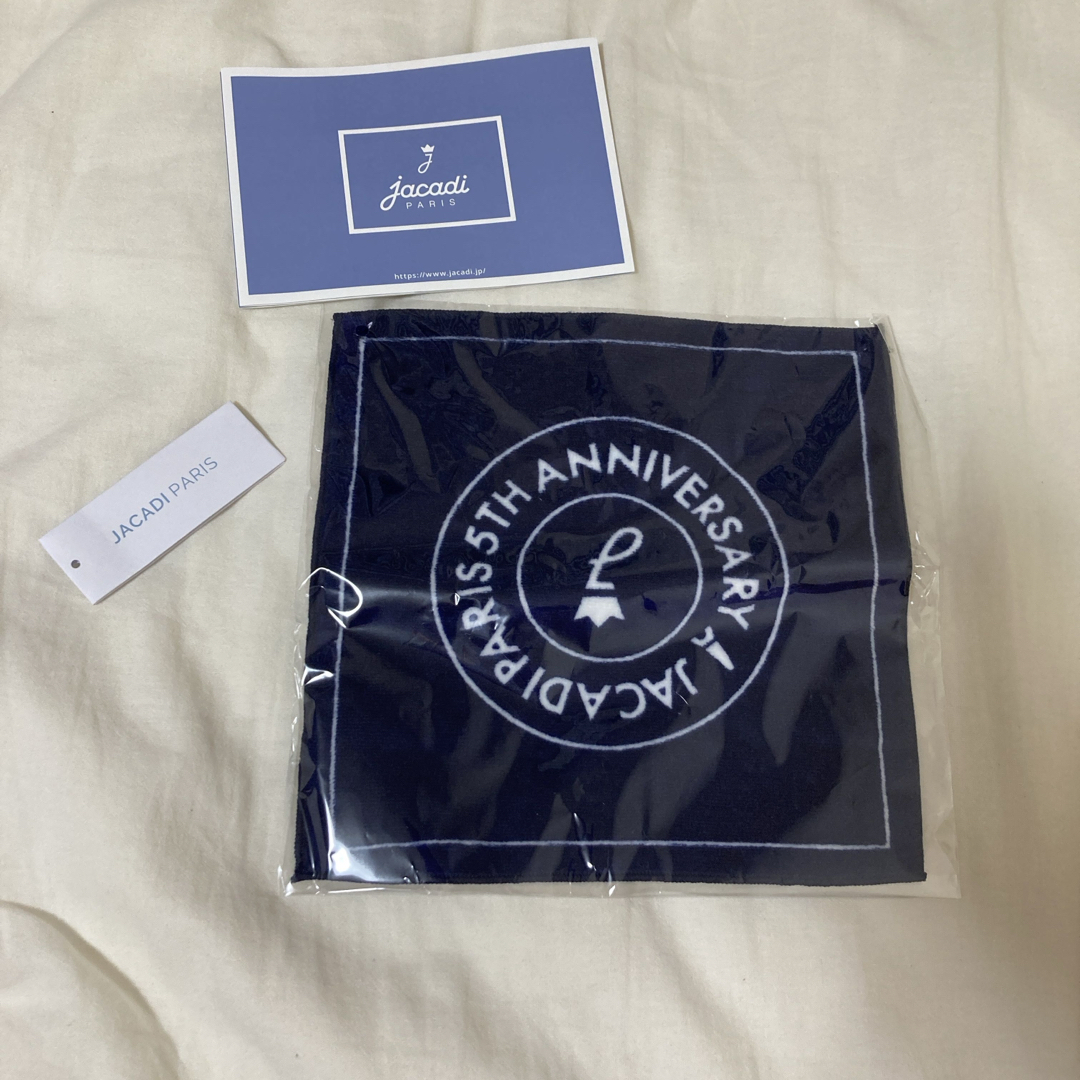 J
jacadi
PARIS
https://www.jacadi.jp/
JACADI PARIS
JACADI PARIS 5TH ANNIVERSARY
J